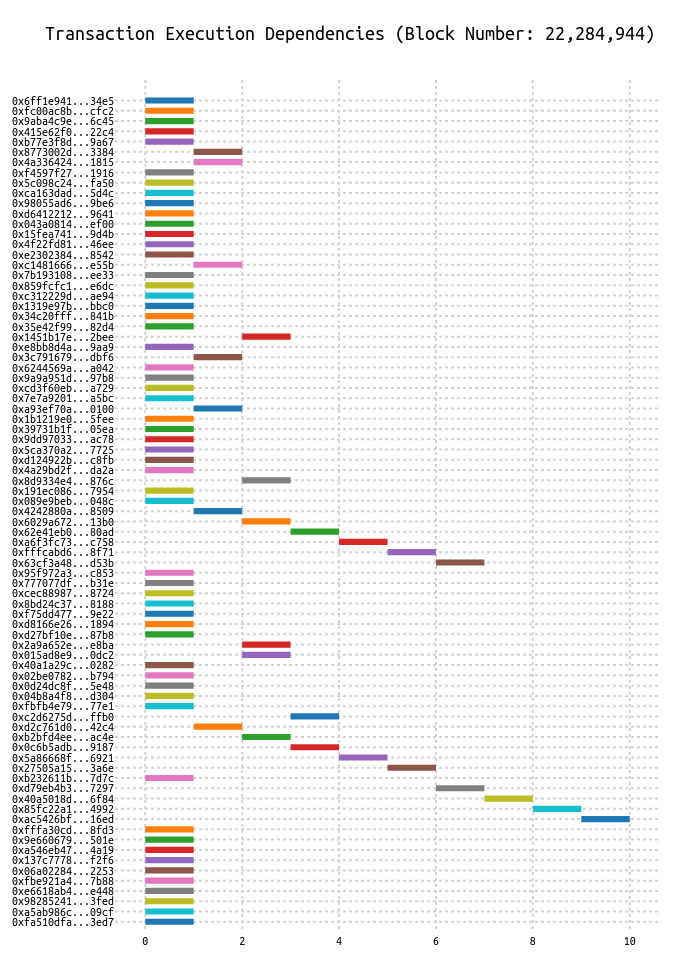 Transaction Execution Dependencies (Block Number: 22,284,944)
0x6ff1e941...34e5
0xfc00ac8b...cfc2
0x9aba4c9e...6c45
0x415e62f0...22c4
0xb77e3f8d...9a67
0x8773002d...3384
0x4a336424...1815
0xf4597f27...1916
0x5c098c24...fa50
0xca163dad...5d4c
0x98055ad6...9be6
0xd6412212...9641
0x043a0814...ef00
0x15fea741...9d4b
0x4f22fd81...46ee
0xe2302384...8542
0xc1481666...e55b
0x7b193108...ee33
0x859fcfc1...e6dc
0xc312229d...ae94
0x1319e97b...bbc0
0x34c20fff...841b
0x35e42f99...82d4
0x1451b17e...2bee
0xe8bb8d4a...9aa9
0x3c791679...dbf6
0x6244569a...a042
0x9a9a951d...97b8
0xcd3f60eb...a729
0x7e7a9201...a5bc
0xa93ef70a...0100
0x1b1219e0...5fee
0x39731b1f...05ea
0x9dd97033...ac78
0x5ca370a2...7725
0xd124922b...c8fb
0x4a29bd2f...da2a
0x8d9334e4...876c
0x191ec086...7954
0x089e9beb...048c
0x4242880a...8509
0x6029a672...13b0
0x62e41eb0...80ad
0xa6f3fc73...c758
0xfffcabd6...8f71
0x63cf3a48...d53b
0x95f972a3...c853
0x777077df...b31e
0xcec88987...8724
0x8bd24c37...8188
0xf75dd477...9e22
0xd8166e26...1894
0xd27bf10e...87b8
0x2a9a652e...e8ba
0x015ad8e9...0dc2
0x40a1a29c...0282
0x02be0782...b794
0x0d24dc8f...5e48
0x04b8a4f8...d304
0xfbfb4e79...77e1
0xc2d6275d...ffb0
0xd2c761d0...42c4
0xb2bfd4ee...ac4e
0x0c6b5adb...9187
0x5a86668f...6921
0x27505a15...3a6e
0xb232611b...7d7c
0xd79eb4b3...7297
0x40a5018d...6f84
0x85fc22a1...4992
0xac5426bf...16ed
0xfffa30cd...8fd3
0x9e660679...501e
0xa546eb47...4a19
0x137c7778...f2f6
0x06a02284...2253
0xfbe921a4...7b88
0xe6618ab4...e448
0x98285241...3fed
0xa5ab986c...09cf
0xfa510dfa...3ed7
0 2 4 6 8 10